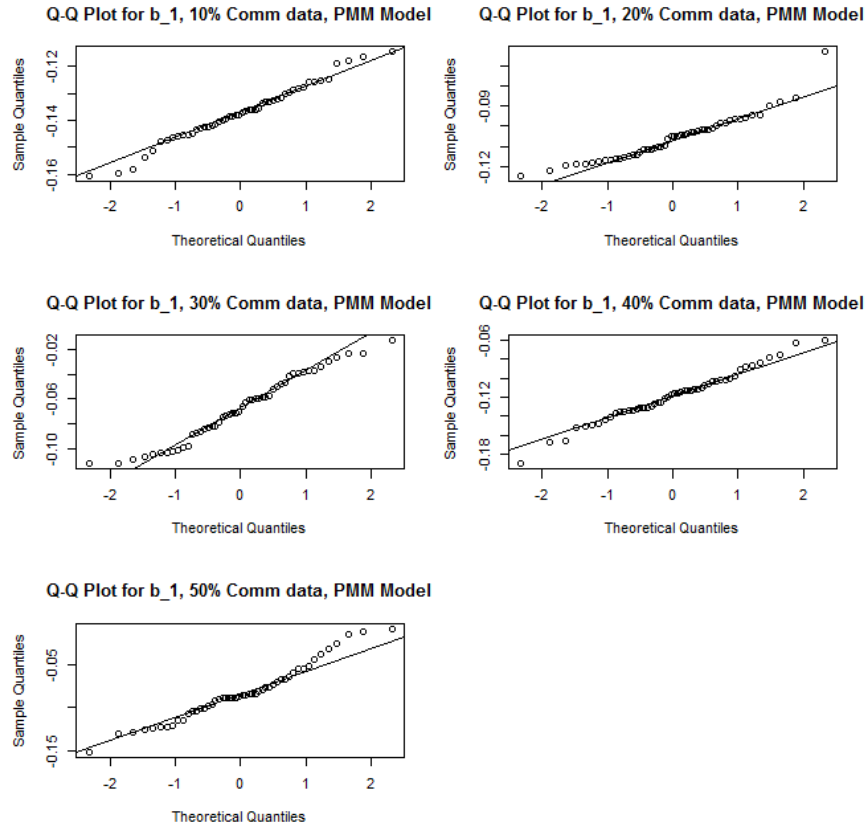 Q-Q Plot for b_1, 10% Comm data, PMM Model
Sample Quantiles
-0.12
-0.14
-0.16
-2 -1 0 1 2
Theoretical Quantiles
Q-Q Plot for b_1, 20% Comm data, PMM Model
Sample Quantiles
-0.09
-0.12
-2 -1 0 1 2
Theoretical Quantiles
Q-Q Plot for b_1, 30% Comm data, PMM Model
Sample Quantiles
-0.02
-0.06
-0.10
-2 -1 0 1 2
Theoretical Quantiles
Q-Q Plot for b_1, 40% Comm data, PMM Model
Sample Quantiles
-0.06
-0.12
-0.18
-2 -1 0 1 2
Theoretical Quantiles
Q-Q Plot for b_1, 50% Comm data, PMM Model
Sample Quantiles
-0.05
-0.15
-2 -1 0 1 2
Theoretical Quantiles